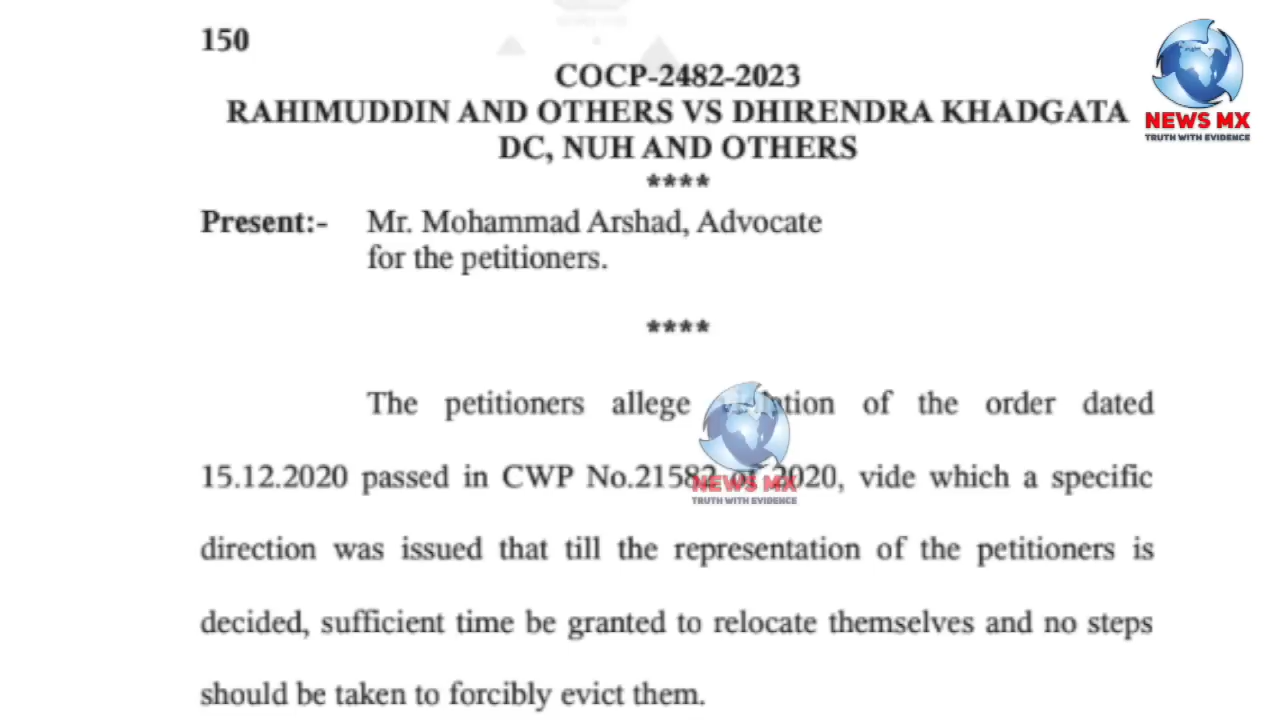 150
COCP-2482-2023
RAHIMUDDIN AND OTHERS VS DHIRENDRA KHADGATA
DC, NUH AND OTHERS
****
Present:- Mr. Mohammad Arshad, Advocate
for the petitioners.
****
The petitioners allege violation of the order dated
15.12.2020 passed in CWP No.21582 of 2020, vide which a specific
direction was issued that till the representation of the petitioners is
decided, sufficient time be granted to relocate themselves and no steps
should be taken to forcibly evict them.
NEWS MX
TRUTH WITH EVIDENCE
NEWS MX
TRUTH WITH EVIDENCE